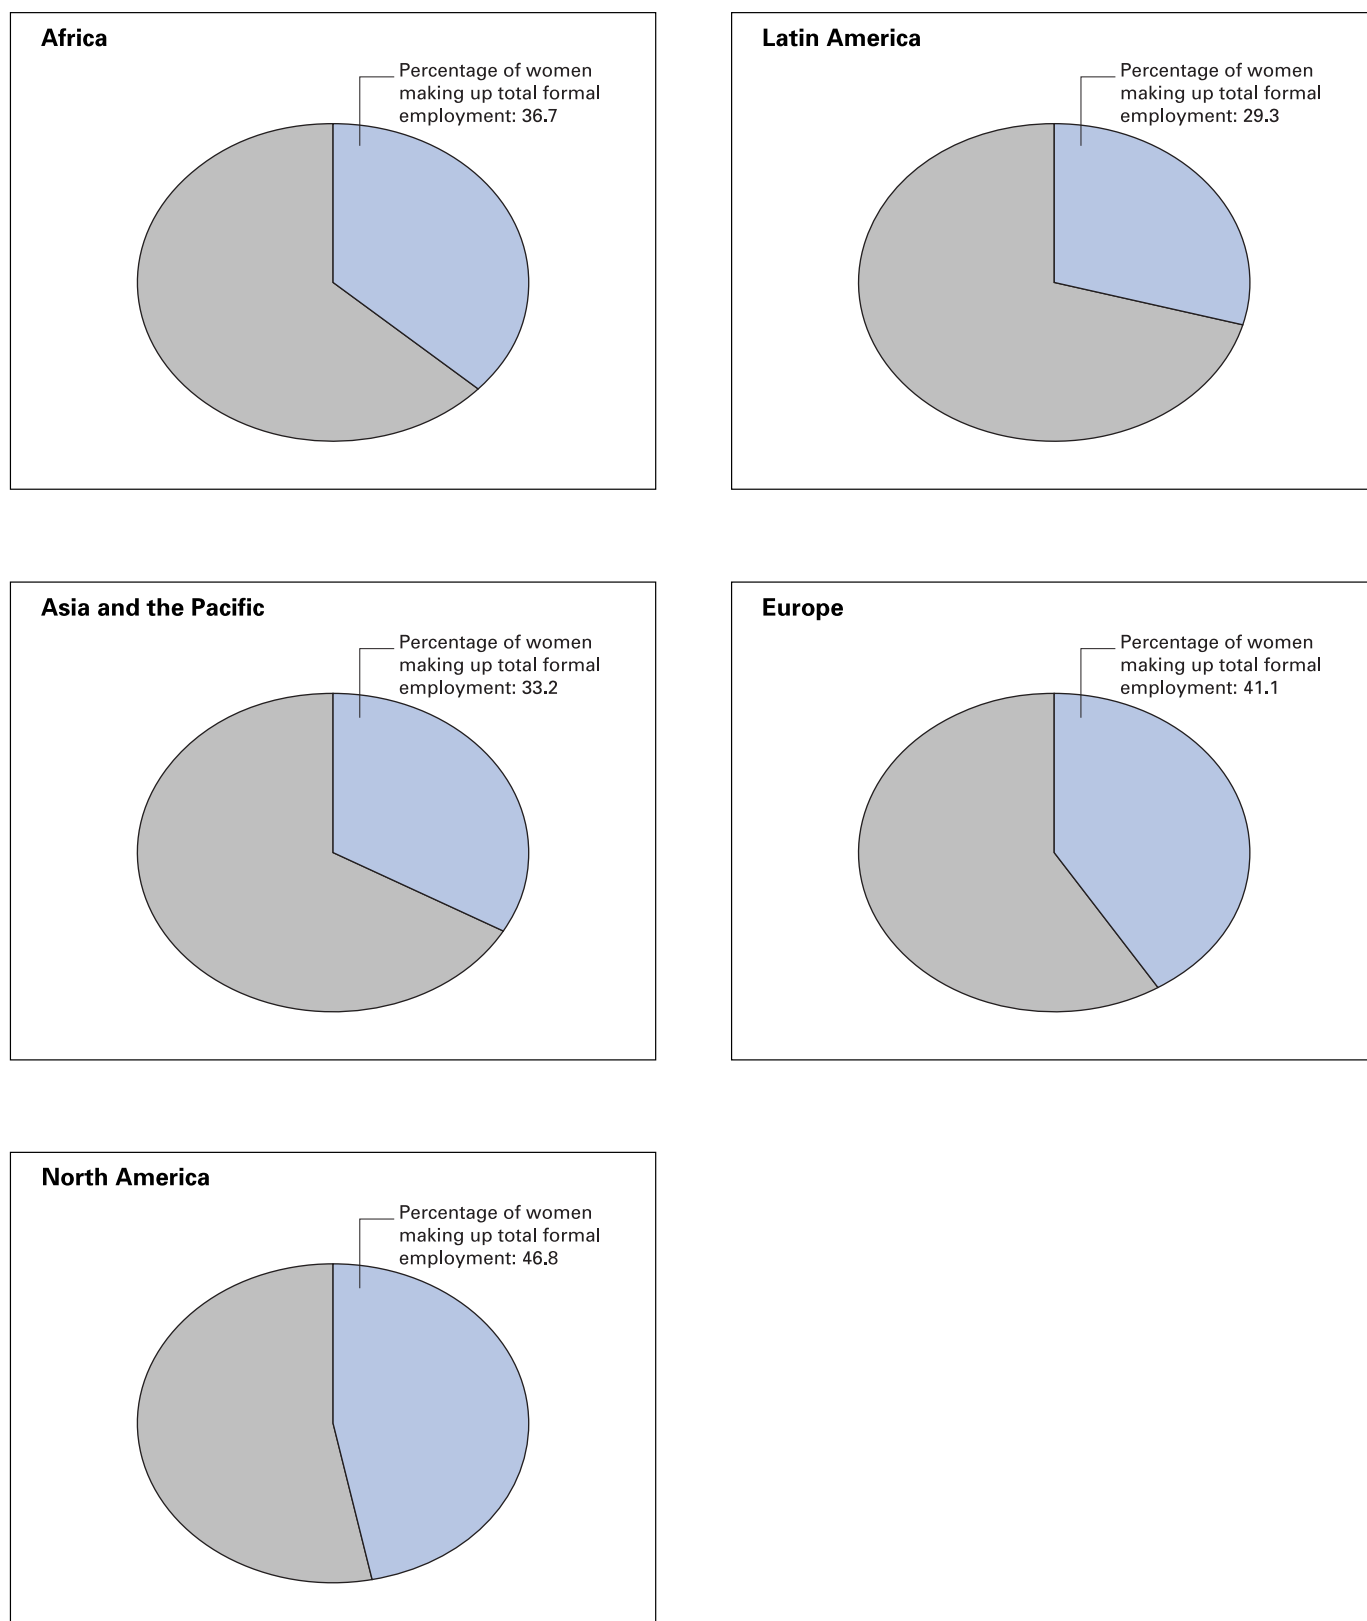 Africa
Percentage of women
making up total formal
employment: 36.7
Latin America
Percentage of women
making up total formal
employment: 29.3
Asia and the Pacific
Percentage of women
making up total formal
employment: 33.2
Europe
Percentage of women
making up total formal
employment: 41.1
North America
Percentage of women
making up total formal
employment: 46.8